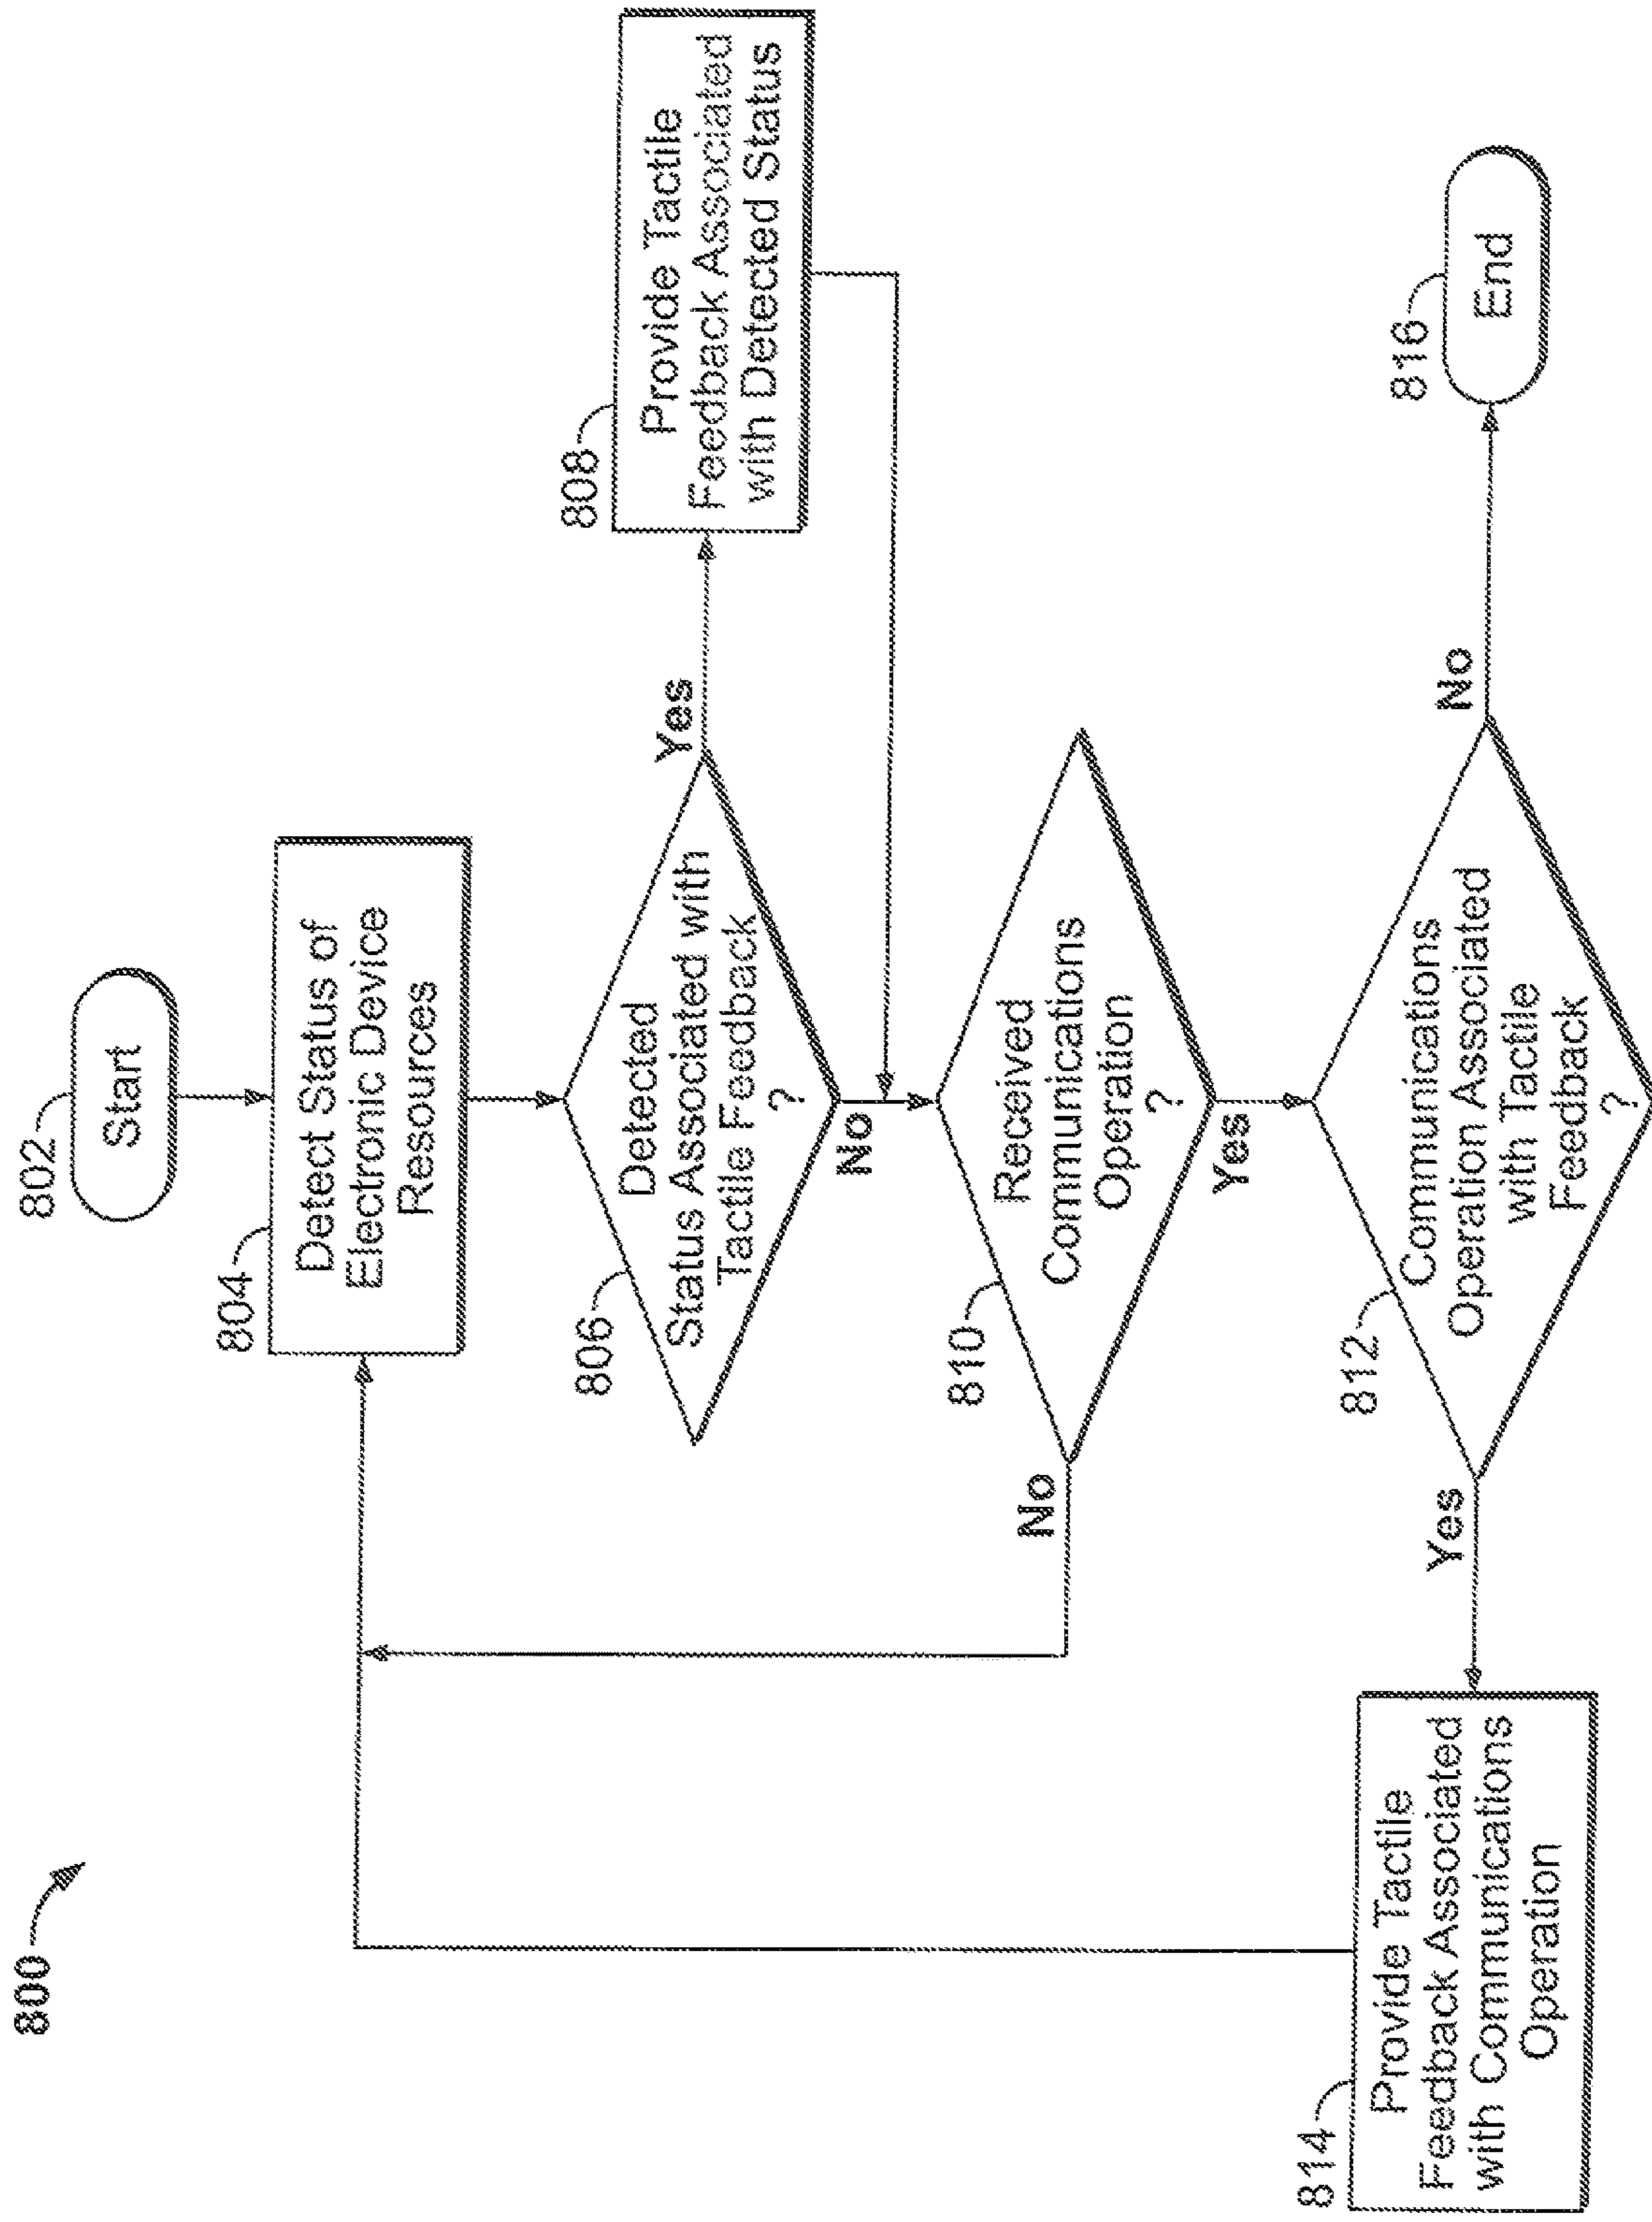 800
802
Start
804
Detect Status of
Electronic Device
Resources
806
Detected
Status Associated with
Tactile Feedback
?
Yes
No
808
Provide Tactile
Feedback Associated
with Detected Status
810
Received
Communications
Operation
?
No
Yes
812
Communications
Operation Associated
with Tactile
Feedback
?
Yes
No
814
Provide Tactile
Feedback Associated
with Communications
Operation
816
End